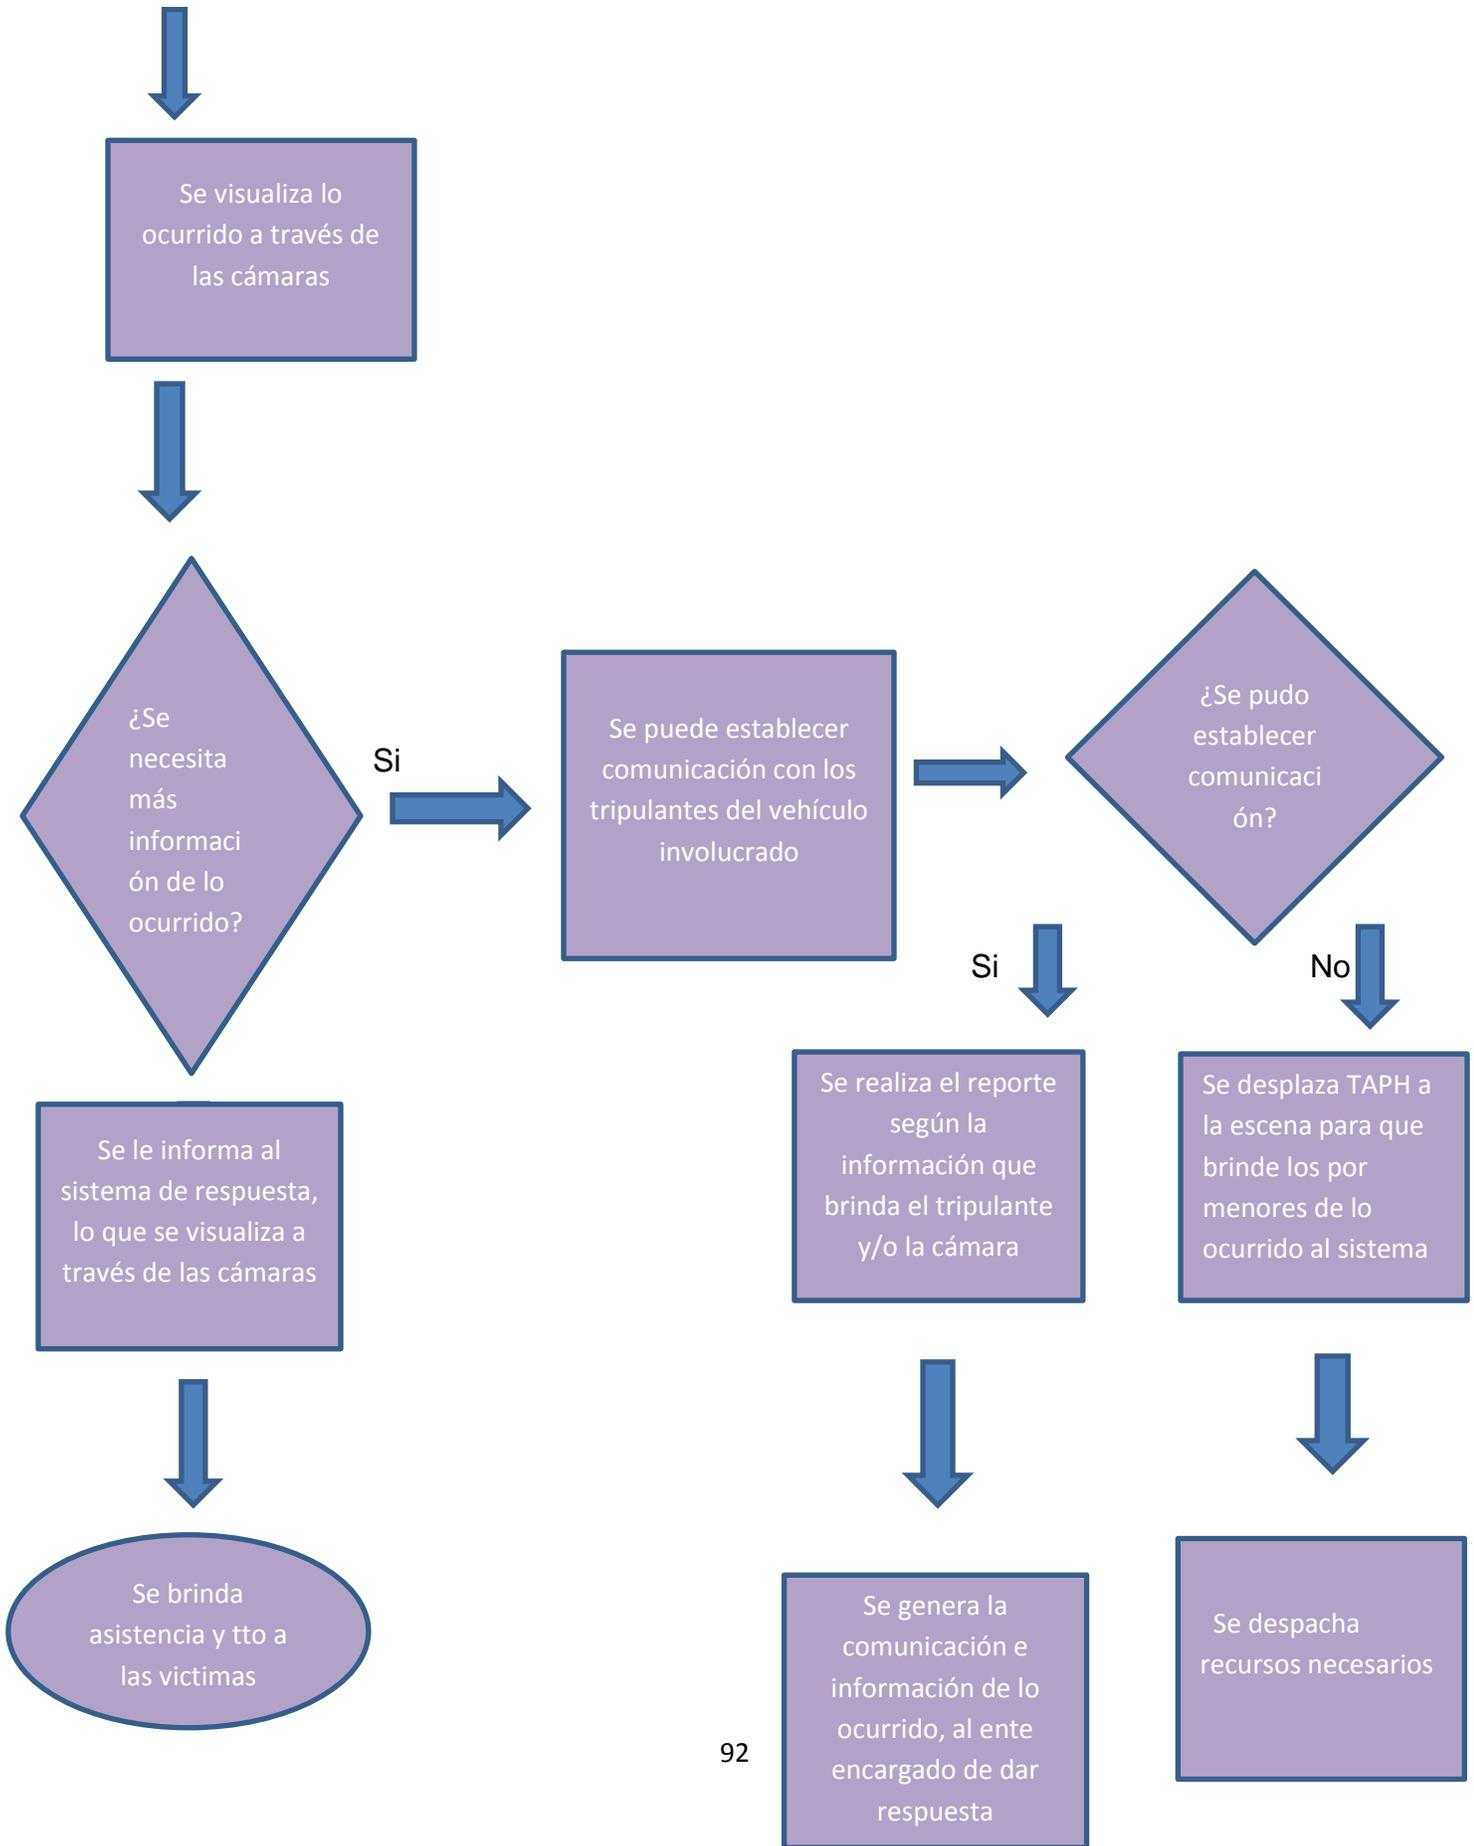 Se visualiza lo
ocurrido a través de
las cámaras
¿Se
necesita
más
informaci
ón de lo
ocurrido?
Si
Se puede establecer
comunicación con los
tripulantes del vehículo
involucrado
¿Se pudo
establecer
comunicaci
ón?
Si
No
Se le informa al
sistema de respuesta,
lo que se visualiza a
través de las cámaras
Se realiza el reporte
según la
información que
brinda el tripulante
y/o la cámara
Se desplaza TAPH a
la escena para que
brinde los por
menores de lo
ocurrido al sistema
Se brinda
asistencia y tto a
las victimas
Se genera la
comunicación e
información de lo
ocurrido, al ente
encargado de dar
respuesta
Se despacha
recursos necesarios
92